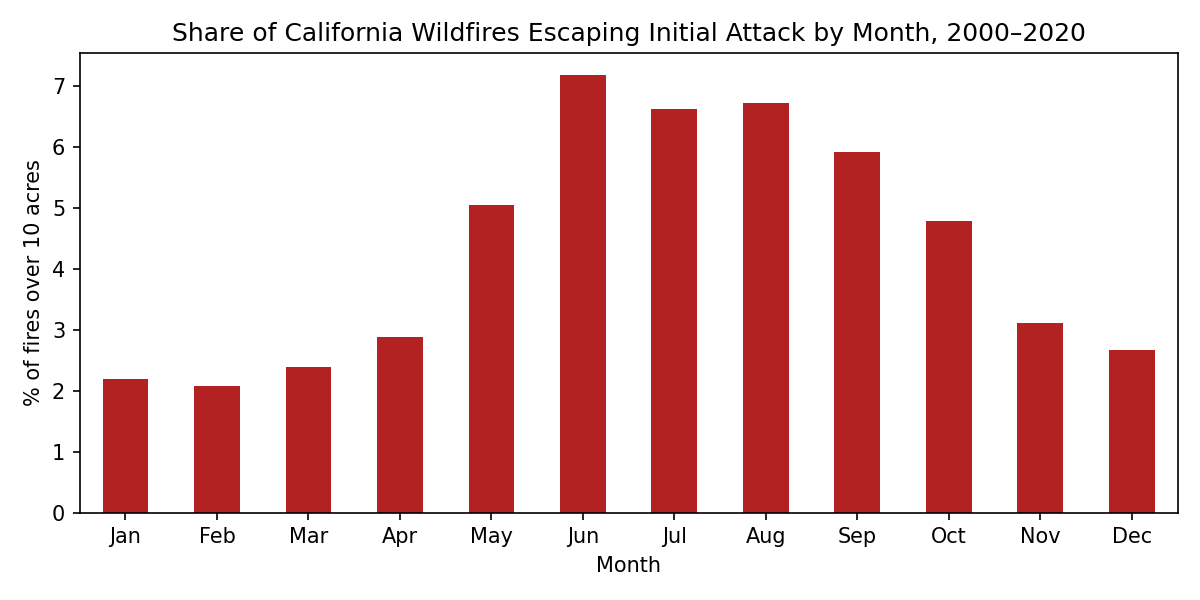 Share of California Wildfires Escaping Initial Attack by Month, 2000–2020
% of fires over 10 acres
7
6
5
4
3
2
1
0
Jan Feb Mar Apr May Jun Jul Aug Sep Oct Nov Dec
Month